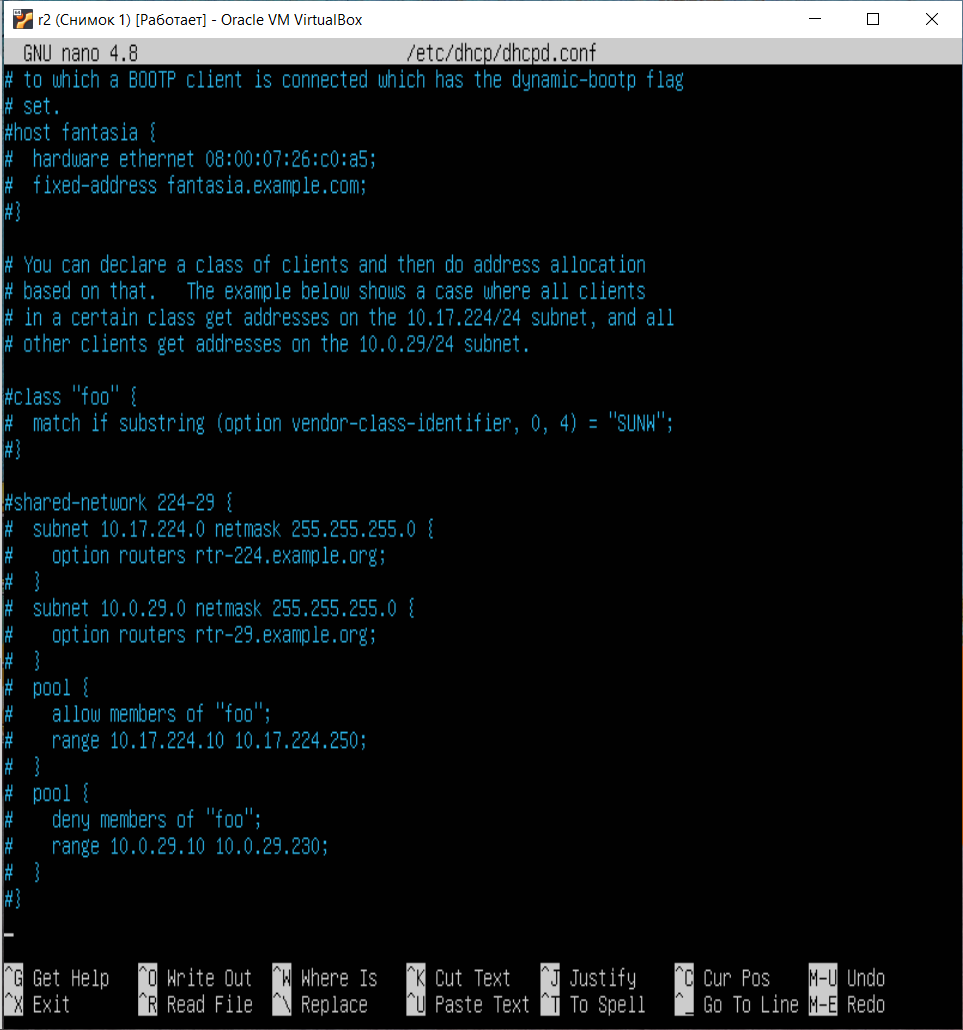 r2 (Снимок 1) [Работает] - Oracle VM VirtualBox
GNU nano 4.8 /etc/dhcp/dhcpd.conf
# to which a BOOTP client is connected which has the dynamic-bootp flag
# set.
#host fantasia {
#  hardware ethernet 08:00:07:26:c0:a5;
#  fixed-address fantasia.example.com;
#}

# You can declare a class of clients and then do address allocation
# based on that.   The example below shows a case where all clients
# in a certain class get addresses on the 10.17.224/24 subnet, and all
# other clients get addresses on the 10.0.29/24 subnet.

#class "foo" {
#  match if substring (option vendor-class-identifier, 0, 4) = "SUNW";
#}

#shared-network 224-29 {
#  subnet 10.17.224.0 netmask 255.255.255.0 {
#    option routers rtr-224.example.org;
#  }
#  subnet 10.0.29.0 netmask 255.255.255.0 {
#    option routers rtr-29.example.org;
#  }
#  pool {
#    allow members of "foo";
#    range 10.17.224.10 10.17.224.250;
#  }
#  pool {
#    deny members of "foo";
#    range 10.0.29.10 10.0.29.230;
#  }
#}

^G Get Help ^O Write Out ^W Where Is ^K Cut Text ^J Justify ^C Cur Pos M-U Undo
^X Exit ^R Read File ^\ Replace ^U Paste Text ^T To Spell ^_ Go To Line M-E Redo